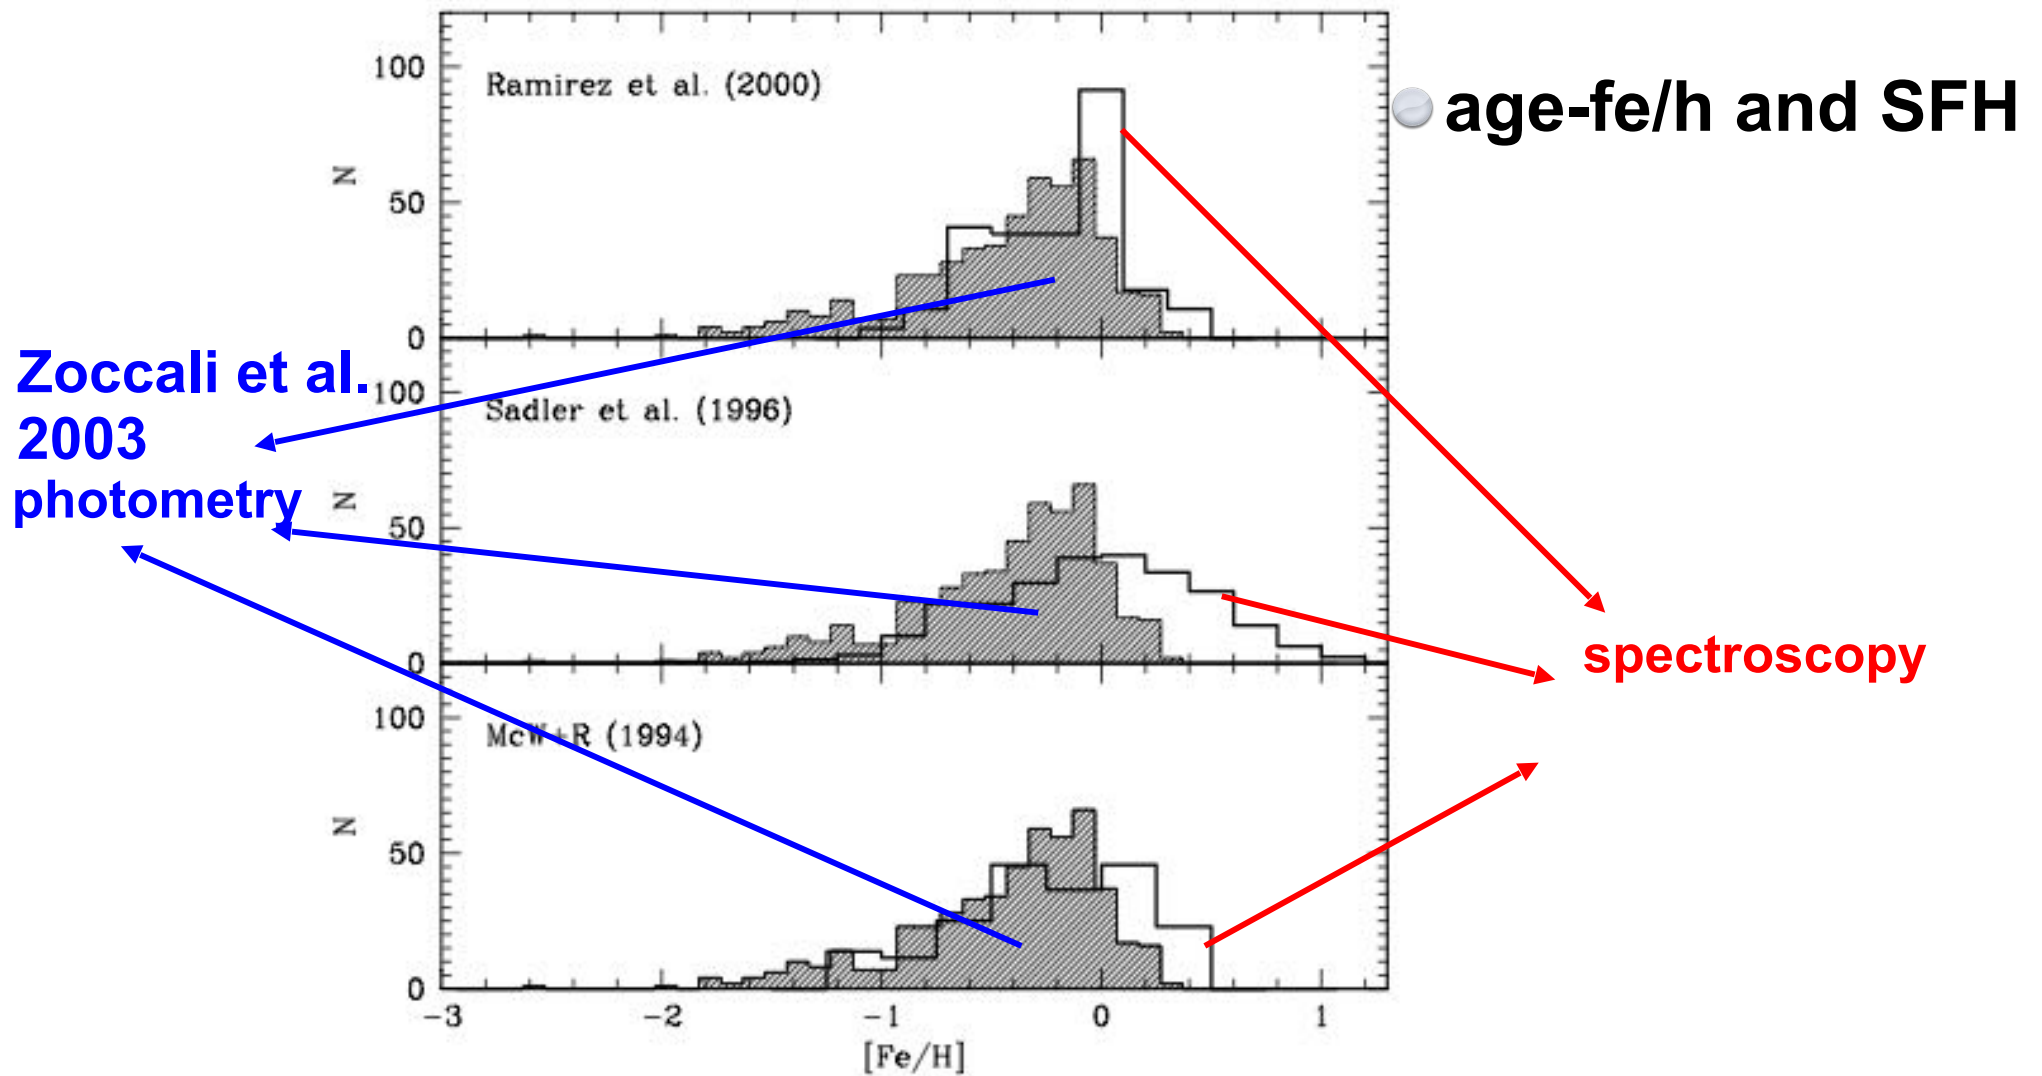 age-fe/h and SFH
Ramirez et al. (2000)
100
50
0
N
Sadler et al. (1996)
100
50
0
N
McW+R (1994)
100
50
0
N
-3 -2 -1 0 1
[Fe/H]
Zoccali et al.
2003
photometry
spectroscopy